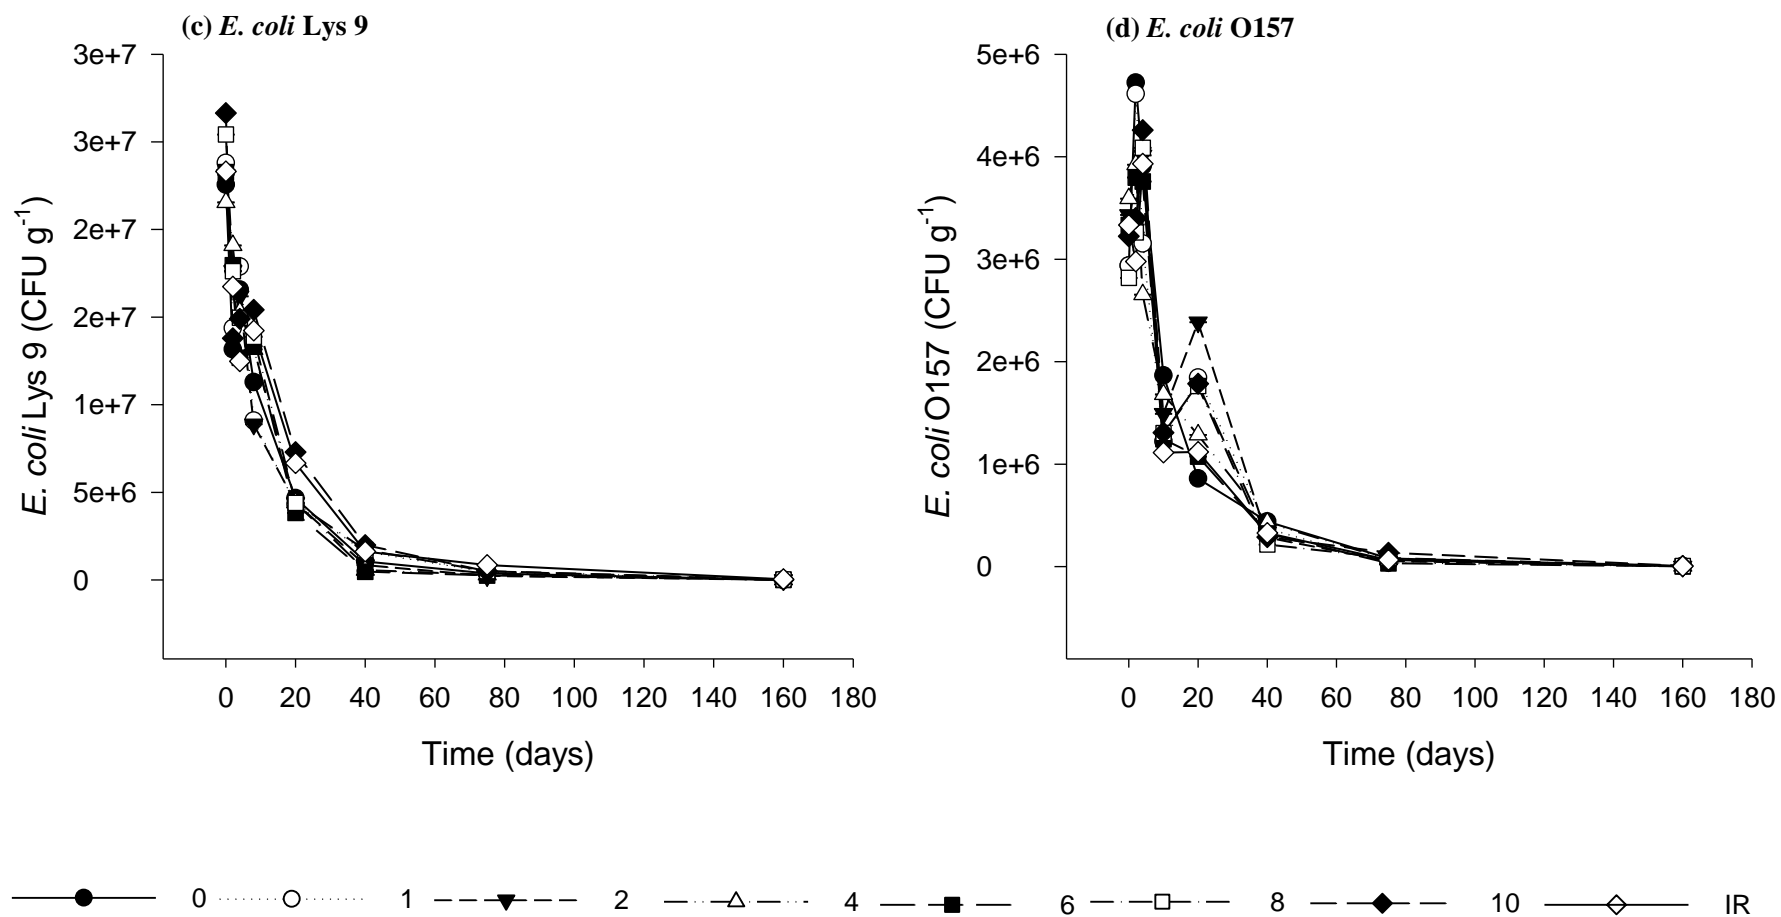 (c) E. coli Lys 9
3e+7
3e+7
2e+7
2e+7
1e+7
5e+6
0
E. coli Lys 9 (CFU g-1)
0 20 40 60 80 100 120 140 160 180
Time (days)
(d) E. coli O157
5e+6
4e+6
3e+6
2e+6
1e+6
0
E. coli O157 (CFU g-1)
0 20 40 60 80 100 120 140 160 180
Time (days)
0 1 2 4 6 8 10 IR